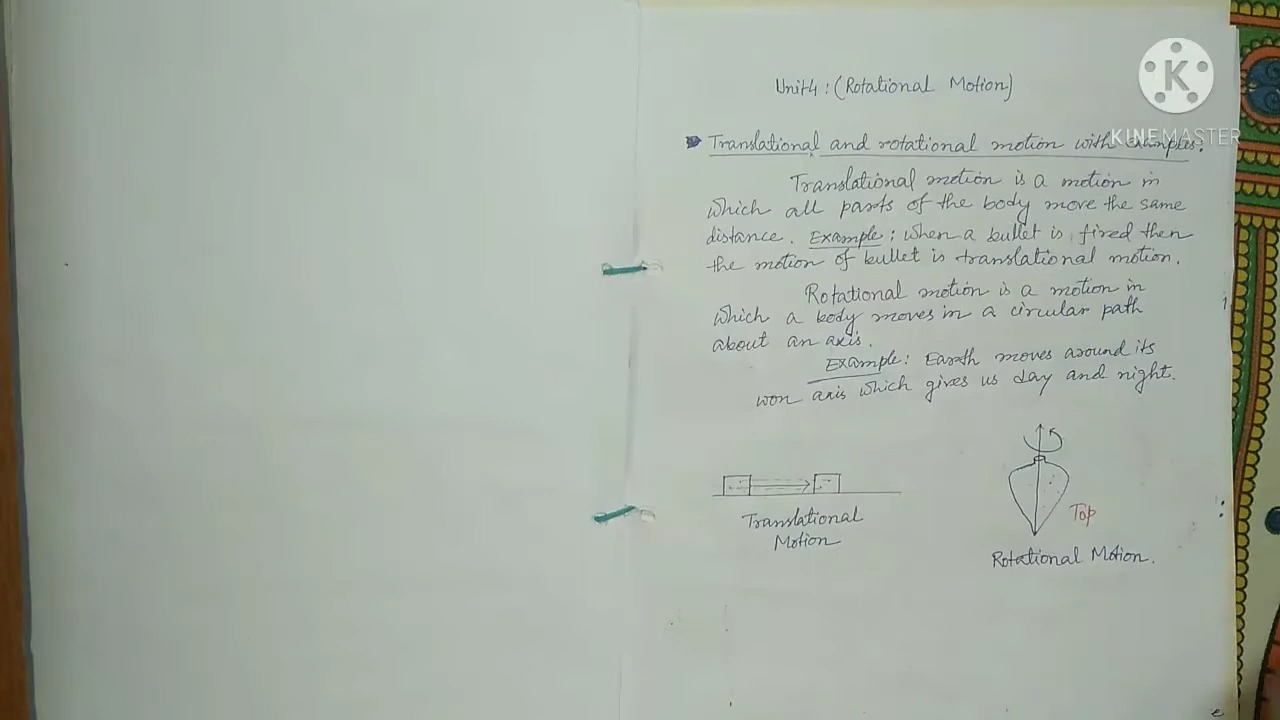 Unit 4 : (Rotational Motion)
K
KINEMASTER
Translational and rotational motion with examples.
Translational motion is a motion in
which all parts of the body move the same
distance. Example : When a bullet is fired then
the motion of bullet is translational motion.
Rotational motion is a motion in
which a body moves in a circular path
about an axis.
Example : Earth moves around its
won axis which gives us day and night.
Translational
Motion
Top
Rotational Motion.